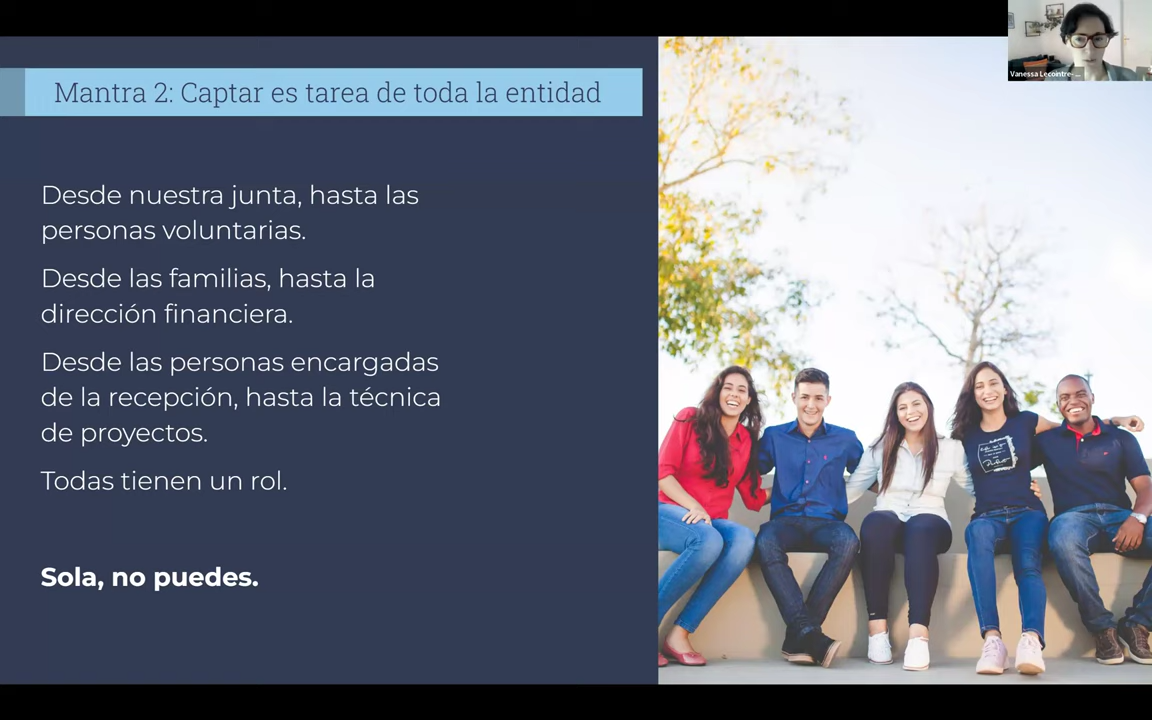 Vanessa Lecointre-...
Mantra 2: Captar es tarea de toda la entidad
Desde nuestra junta, hasta las
personas voluntarias.
Desde las familias, hasta la
dirección financiera.
Desde las personas encargadas
de la recepción, hasta la técnica
de proyectos.
Todas tienen un rol.
Sola, no puedes.